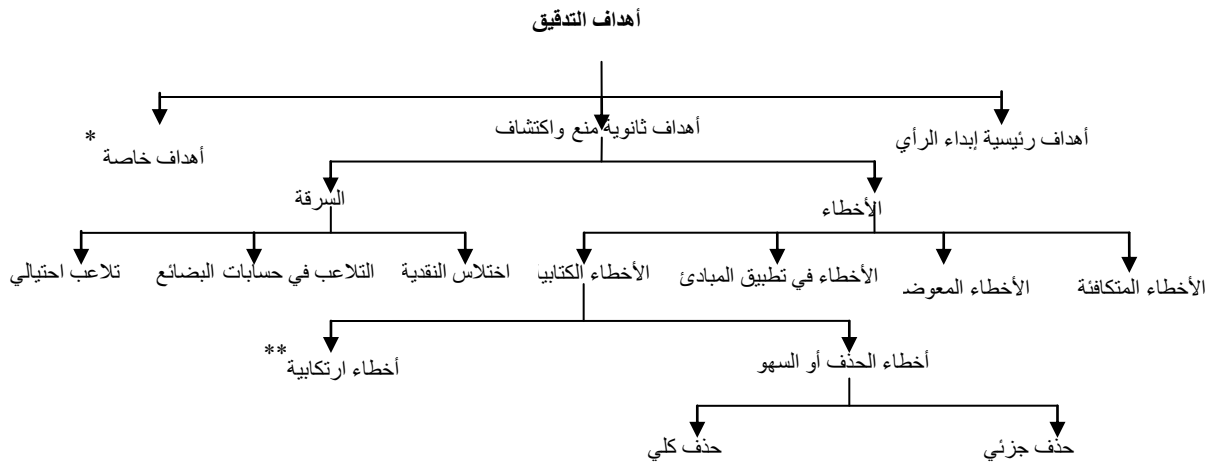 أهداف التدقيق
أهداف رئيسية إبداء الرأي
أهداف ثانوية منع واكتشاف
أهداف خاصة *
الأخطاء
السرقة
الأخطاء المتكافئة
الأخطاء المعوضـ
الأخطاء في تطبيق المبادئ
الأخطاء الكتابيـ
اختلاس النقدية
التلاعب في حسابات البضائع
تلاعب احتيالي
أخطاء الحذف أو السهو
أخطاء ارتكابية**
حذف جزئي
حذف كلي